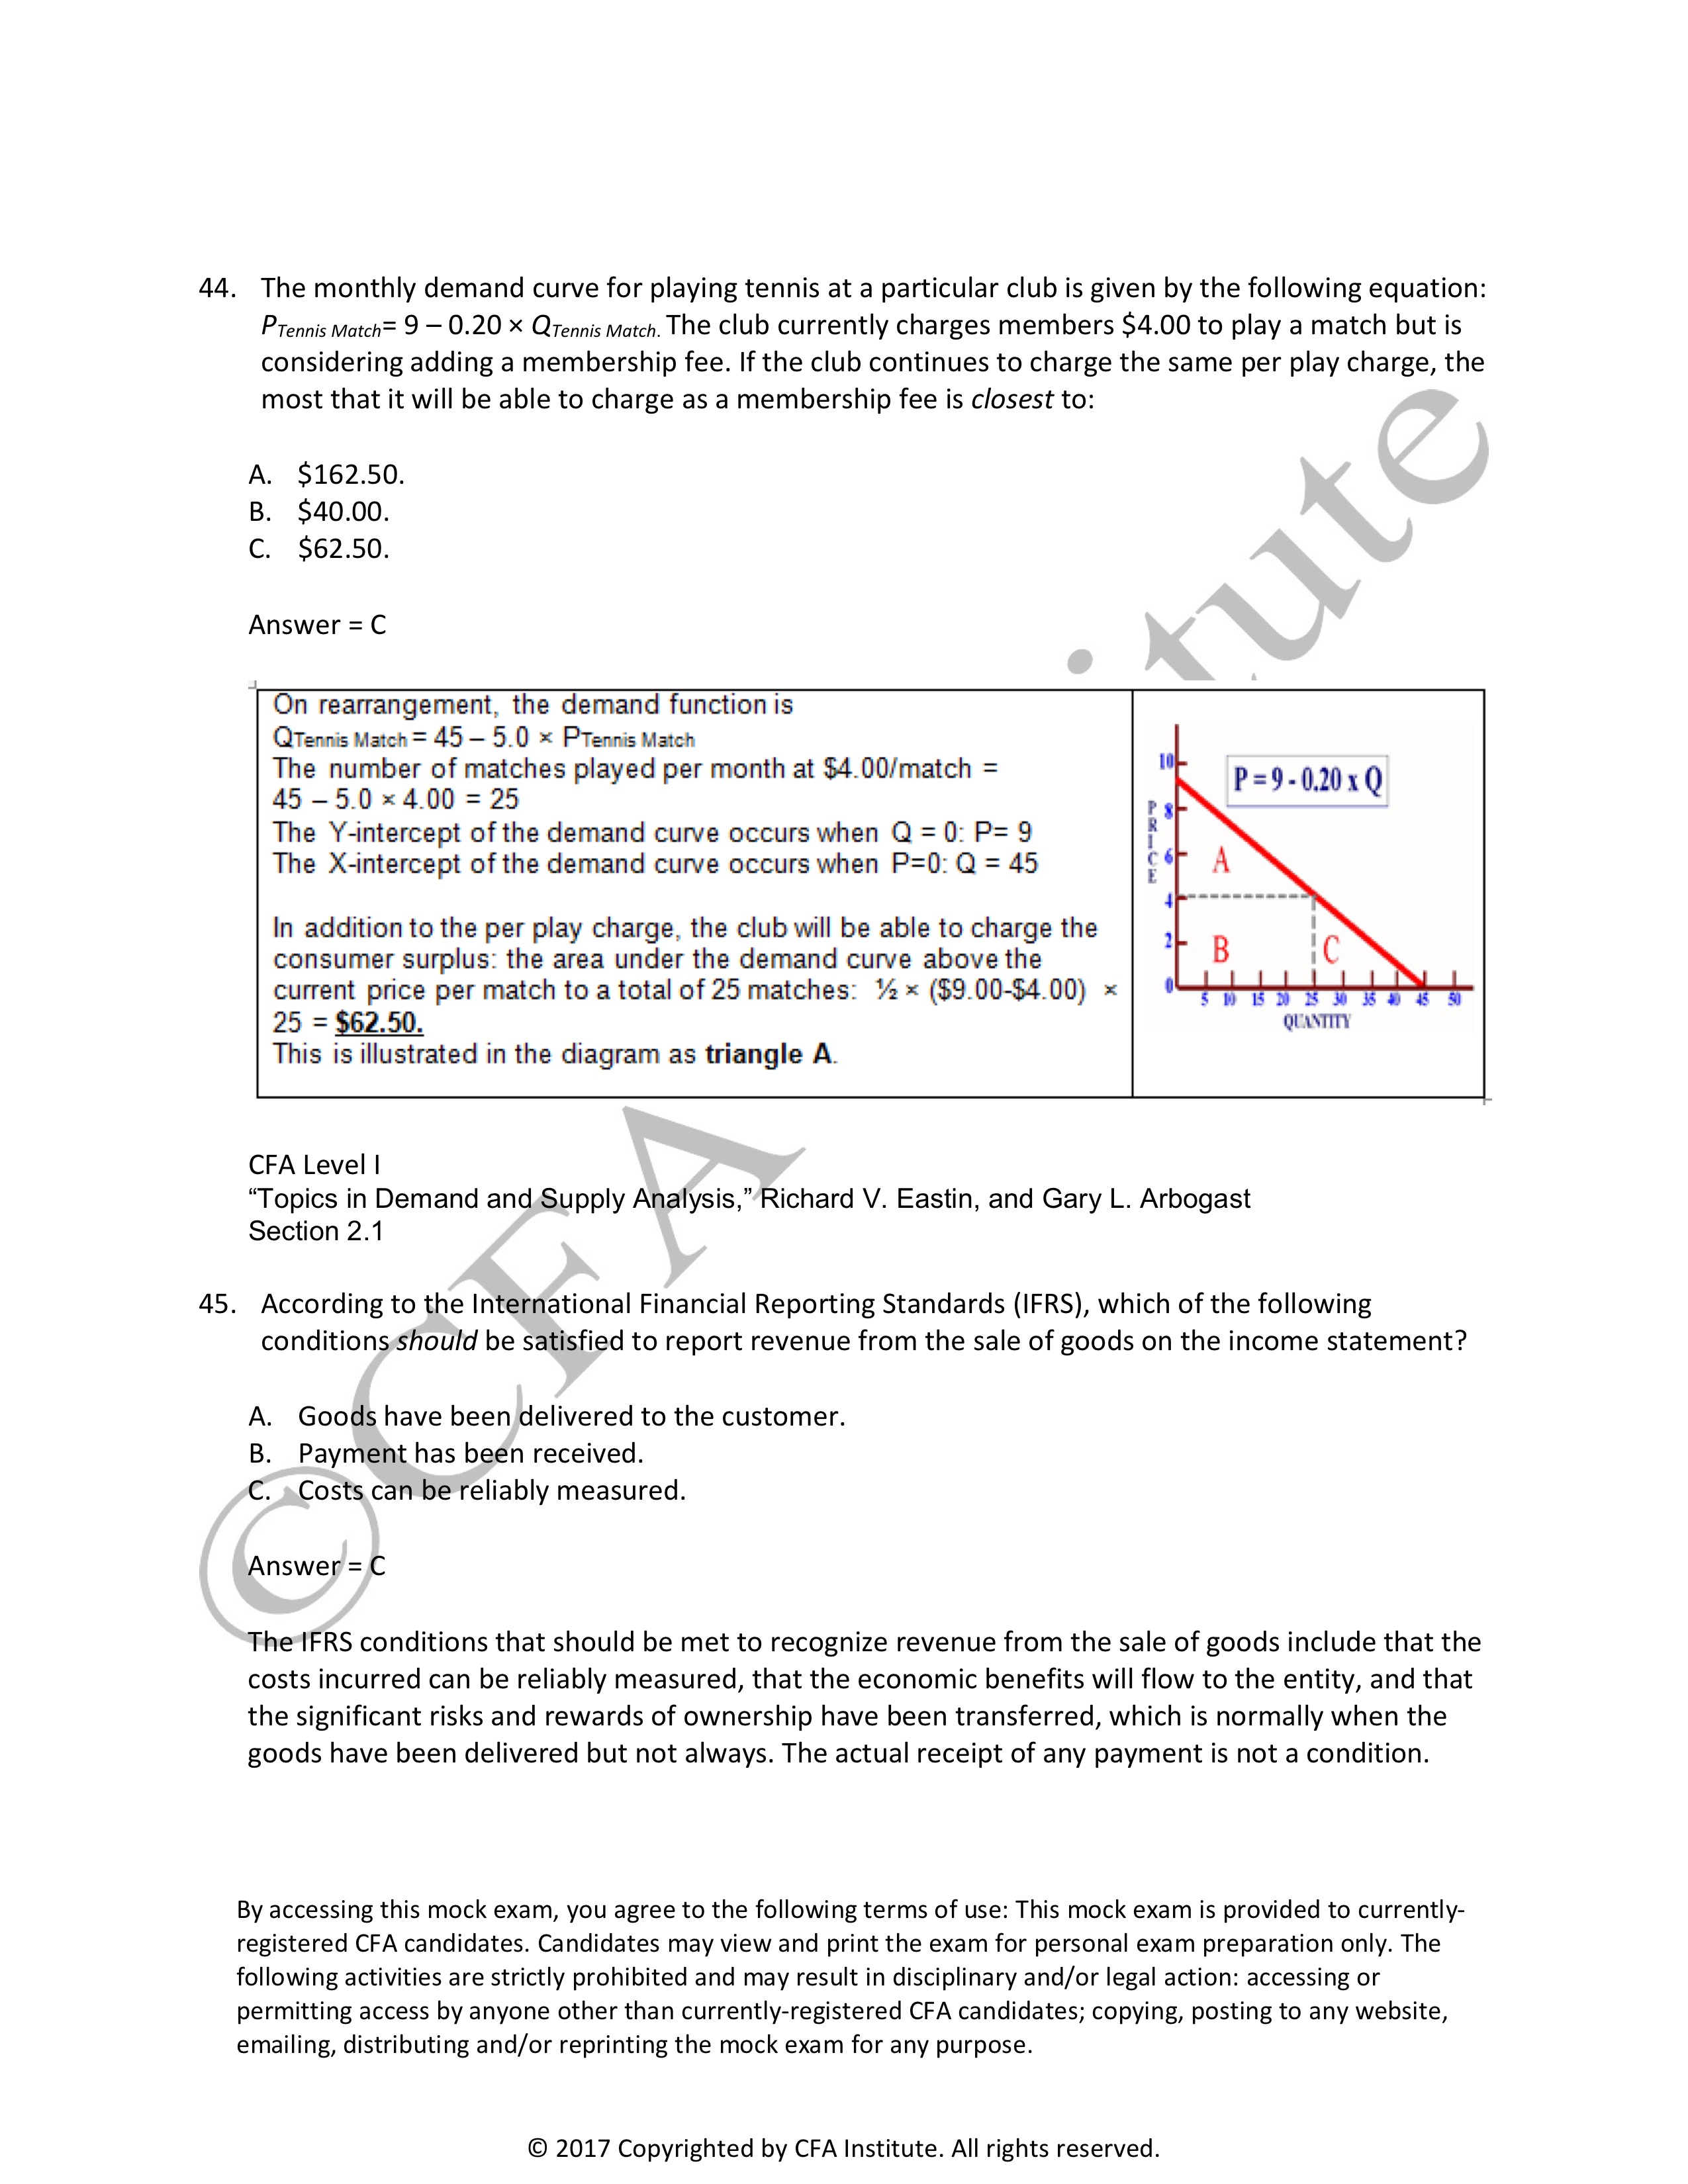 44. The monthly demand curve for playing tennis at a particular club is given by the following equation:
PTennis Match= 9 – 0.20 × QTennis Match. The club currently charges members $4.00 to play a match but is
considering adding a membership fee. If the club continues to charge the same per play charge, the
most that it will be able to charge as a membership fee is closest to:
A. $162.50.
B. $40.00.
C. $62.50.
Answer = C
On rearrangement, the demand function is
QTennis Match = 45 – 5.0 × PTennis Match
The number of matches played per month at $4.00/match =
45 – 5.0 × 4.00 = 25
The Y-intercept of the demand curve occurs when Q = 0: P= 9
The X-intercept of the demand curve occurs when P=0: Q = 45
In addition to the per play charge, the club will be able to charge the
consumer surplus: the area under the demand curve above the
current price per match to a total of 25 matches: ½ × ($9.00-$4.00) ×
25 = $62.50.
This is illustrated in the diagram as triangle A.
P = 9 - 0.20 x Q
PRICE
10
8
6
4
2
0
A
B
C
5 10 15 20 25 30 35 40 45 50
QUANTITY
CFA Level I
“Topics in Demand and Supply Analysis,” Richard V. Eastin, and Gary L. Arbogast
Section 2.1
45. According to the International Financial Reporting Standards (IFRS), which of the following
conditions should be satisfied to report revenue from the sale of goods on the income statement?
A. Goods have been delivered to the customer.
B. Payment has been received.
C. Costs can be reliably measured.
Answer = C
The IFRS conditions that should be met to recognize revenue from the sale of goods include that the
costs incurred can be reliably measured, that the economic benefits will flow to the entity, and that
the significant risks and rewards of ownership have been transferred, which is normally when the
goods have been delivered but not always. The actual receipt of any payment is not a condition.
By accessing this mock exam, you agree to the following terms of use: This mock exam is provided to currently-
registered CFA candidates. Candidates may view and print the exam for personal exam preparation only. The
following activities are strictly prohibited and may result in disciplinary and/or legal action: accessing or
permitting access by anyone other than currently-registered CFA candidates; copying, posting to any website,
emailing, distributing and/or reprinting the mock exam for any purpose.
© 2017 Copyrighted by CFA Institute. All rights reserved.
© CFA
itute